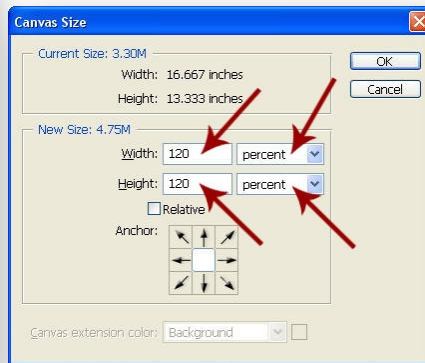 Canvas Size
Current Size: 3.30M
OK
Width: 16.667 inches
Cancel
Height: 13.333 inches
New Size: 4.75M
Width: 120 percent
Height: 120 percent
Relative
Anchor:
Canvas extension color: Background